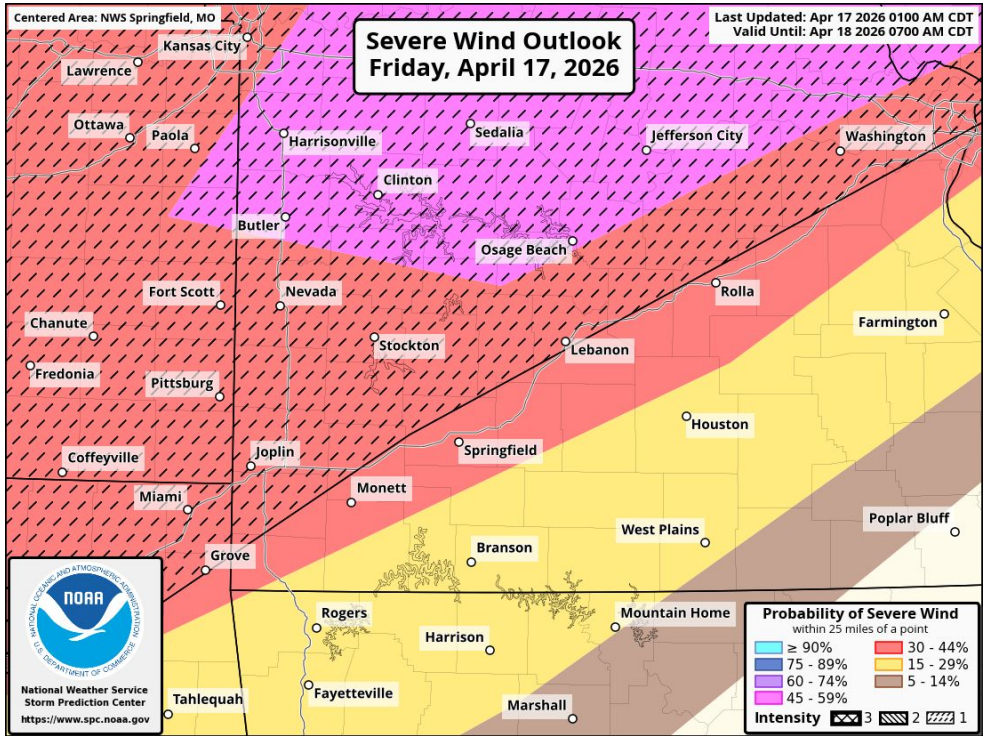 Centered Area: NWS Springfield, MO
Severe Wind Outlook
Friday, April 17, 2026
Last Updated: Apr 17 2026 0100 AM CDT
Valid Until: Apr 18 2026 0700 AM CDT
Kansas City
Lawrence
Ottawa
Paola
Harrisonville
Sedalia
Jefferson City
Washington
Clinton
Butler
Osage Beach
Fort Scott
Nevada
Rolla
Chanute
Stockton
Lebanon
Farmington
Fredonia
Pittsburg
Houston
Coffeyville
Joplin
Springfield
Miami
Monett
West Plains
Poplar Bluff
Grove
Branson
Rogers
Harrison
Mountain Home
Tahlequah
Fayetteville
Marshall
NATIONAL OCEANIC AND ATMOSPHERIC ADMINISTRATION
NOAA
U.S. DEPARTMENT OF COMMERCE
National Weather Service
Storm Prediction Center
https://www.spc.noaa.gov
Probability of Severe Wind
within 25 miles of a point
≥ 90%
75 - 89%
60 - 74%
45 - 59%
30 - 44%
15 - 29%
5 - 14%
Intensity 3 2 1